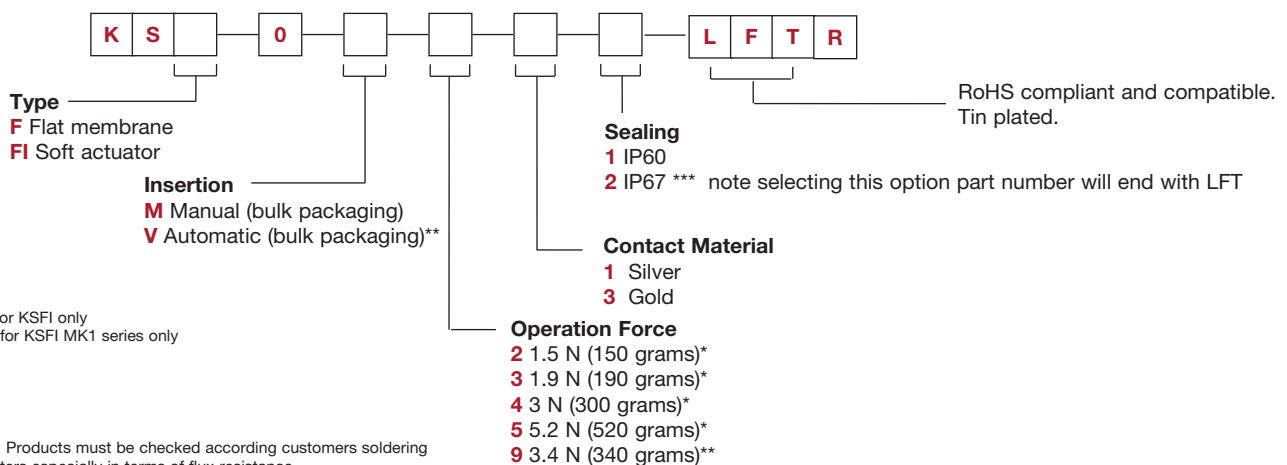 K S 0 L F T R
Type
F Flat membrane
FI Soft actuator
RoHS compliant and compatible.
Tin plated.
Sealing
1 IP60
2 IP67 *** note selecting this option part number will end with LFT
Insertion
M Manual (bulk packaging)
V Automatic (bulk packaging)**
Contact Material
1 Silver
3 Gold
or KSFI only
for KSFI MK1 series only
Operation Force
2 1.5 N (150 grams)*
3 1.9 N (190 grams)*
4 3 N (300 grams)*
5 5.2 N (520 grams)*
9 3.4 N (340 grams)**
Products must be checked according customers soldering